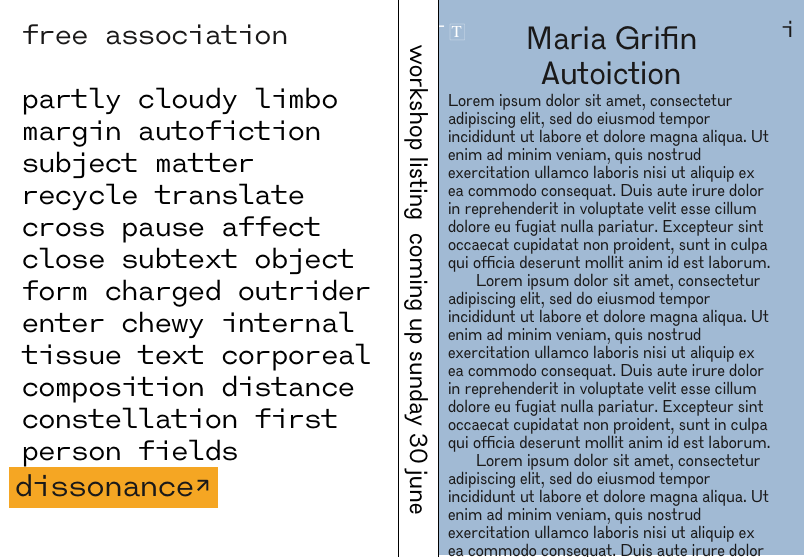 free association
partly cloudy limbo
margin autofiction
subject matter
recycle translate
cross pause affect
close subtext object
form charged outrider
enter chewy internal
tissue text corporeal
composition distance
constellation first
person fields
dissonance↗
workshop listing coming up sunday 30 june
T
i
Maria Grifin
Autoiction
Lorem ipsum dolor sit amet, consectetur
adipiscing elit, sed do eiusmod tempor
incididunt ut labore et dolore magna aliqua. Ut
enim ad minim veniam, quis nostrud
exercitation ullamco laboris nisi ut aliquip ex
ea commodo consequat. Duis aute irure dolor
in reprehenderit in voluptate velit esse cillum
dolore eu fugiat nulla pariatur. Excepteur sint
occaecat cupidatat non proident, sunt in culpa
qui officia deserunt mollit anim id est laborum.
Lorem ipsum dolor sit amet, consectetur
adipiscing elit, sed do eiusmod tempor
incididunt ut labore et dolore magna aliqua. Ut
enim ad minim veniam, quis nostrud
exercitation ullamco laboris nisi ut aliquip ex
ea commodo consequat. Duis aute irure dolor
in reprehenderit in voluptate velit esse cillum
dolore eu fugiat nulla pariatur. Excepteur sint
occaecat cupidatat non proident, sunt in culpa
qui officia deserunt mollit anim id est laborum.
Lorem ipsum dolor sit amet, consectetur
adipiscing elit, sed do eiusmod tempor
incididunt ut labore et dolore magna aliqua. Ut
enim ad minim veniam, quis nostrud
exercitation ullamco laboris nisi ut aliquip ex
ea commodo consequat. Duis aute irure dolor